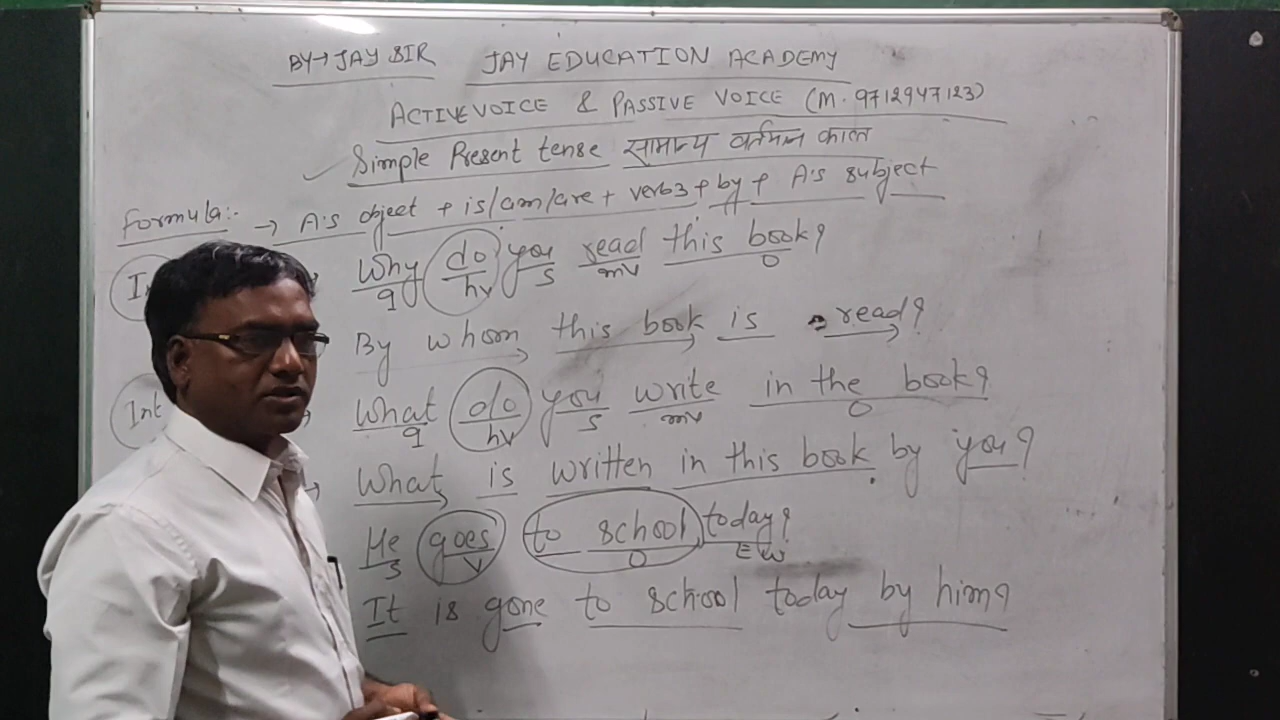 BY→JAY SIR JAY EDUCATION ACADEMY
ACTIVE VOICE & PASSIVE VOICE (M. 9712947123)
Simple Present tense सामान्य वर्तमान काल
Formula:- → A's object + is/am/are + verb3 + by + A's subject
Why do you read this book?
q hv s mv o
By whom this book is read?
Int What do you write in the book?
q hv s mv o
What is written in this book by you?
He goes to school today?
s v o EW
It is gone to school today by him?